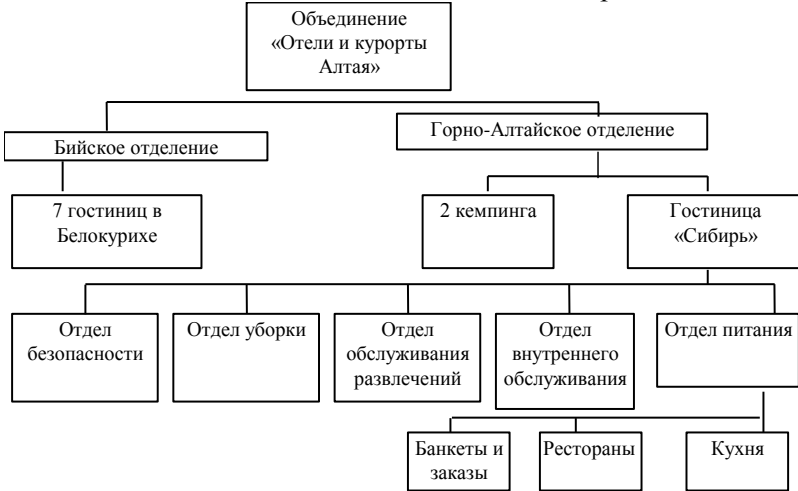 Объединение
«Отели и курорты
Алтая»
Бийское отделение
Горно-Алтайское отделение
7 гостиниц в
Белокурихе
2 кемпинга
Гостиница
«Сибирь»
Отдел
безопасности
Отдел уборки
Отдел
обслуживания
развлечений
Отдел
внутреннего
обслуживания
Отдел питания
Банкеты и
заказы
Рестораны
Кухня